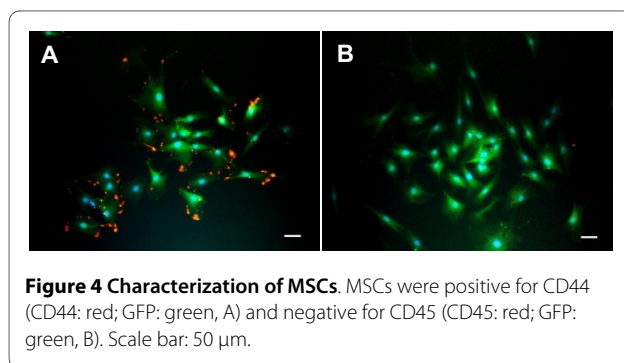 A
B
Figure 4 Characterization of MSCs. MSCs were positive for CD44
(CD44: red; GFP: green, A) and negative for CD45 (CD45: red; GFP:
green, B). Scale bar: 50 μm.